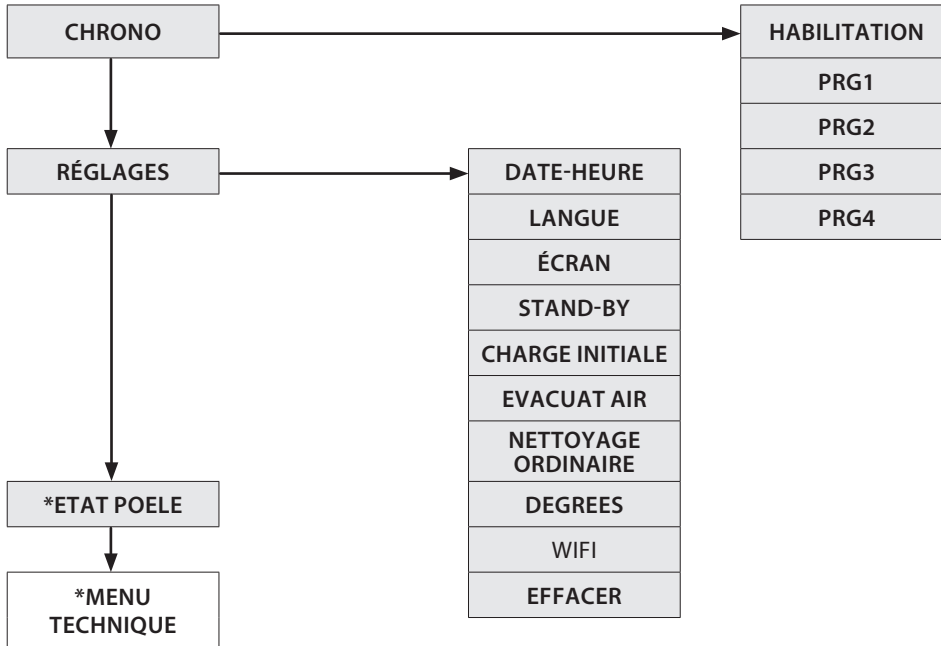 CHRONO
HABILITATION
PRG1
PRG2
PRG3
PRG4
RÉGLAGES
DATE-HEURE
LANGUE
ÉCRAN
STAND-BY
CHARGE INITIALE
EVACUAT AIR
NETTOYAGE
ORDINAIRE
DEGREES
WIFI
EFFACER
*ETAT POELE
*MENU
TECHNIQUE